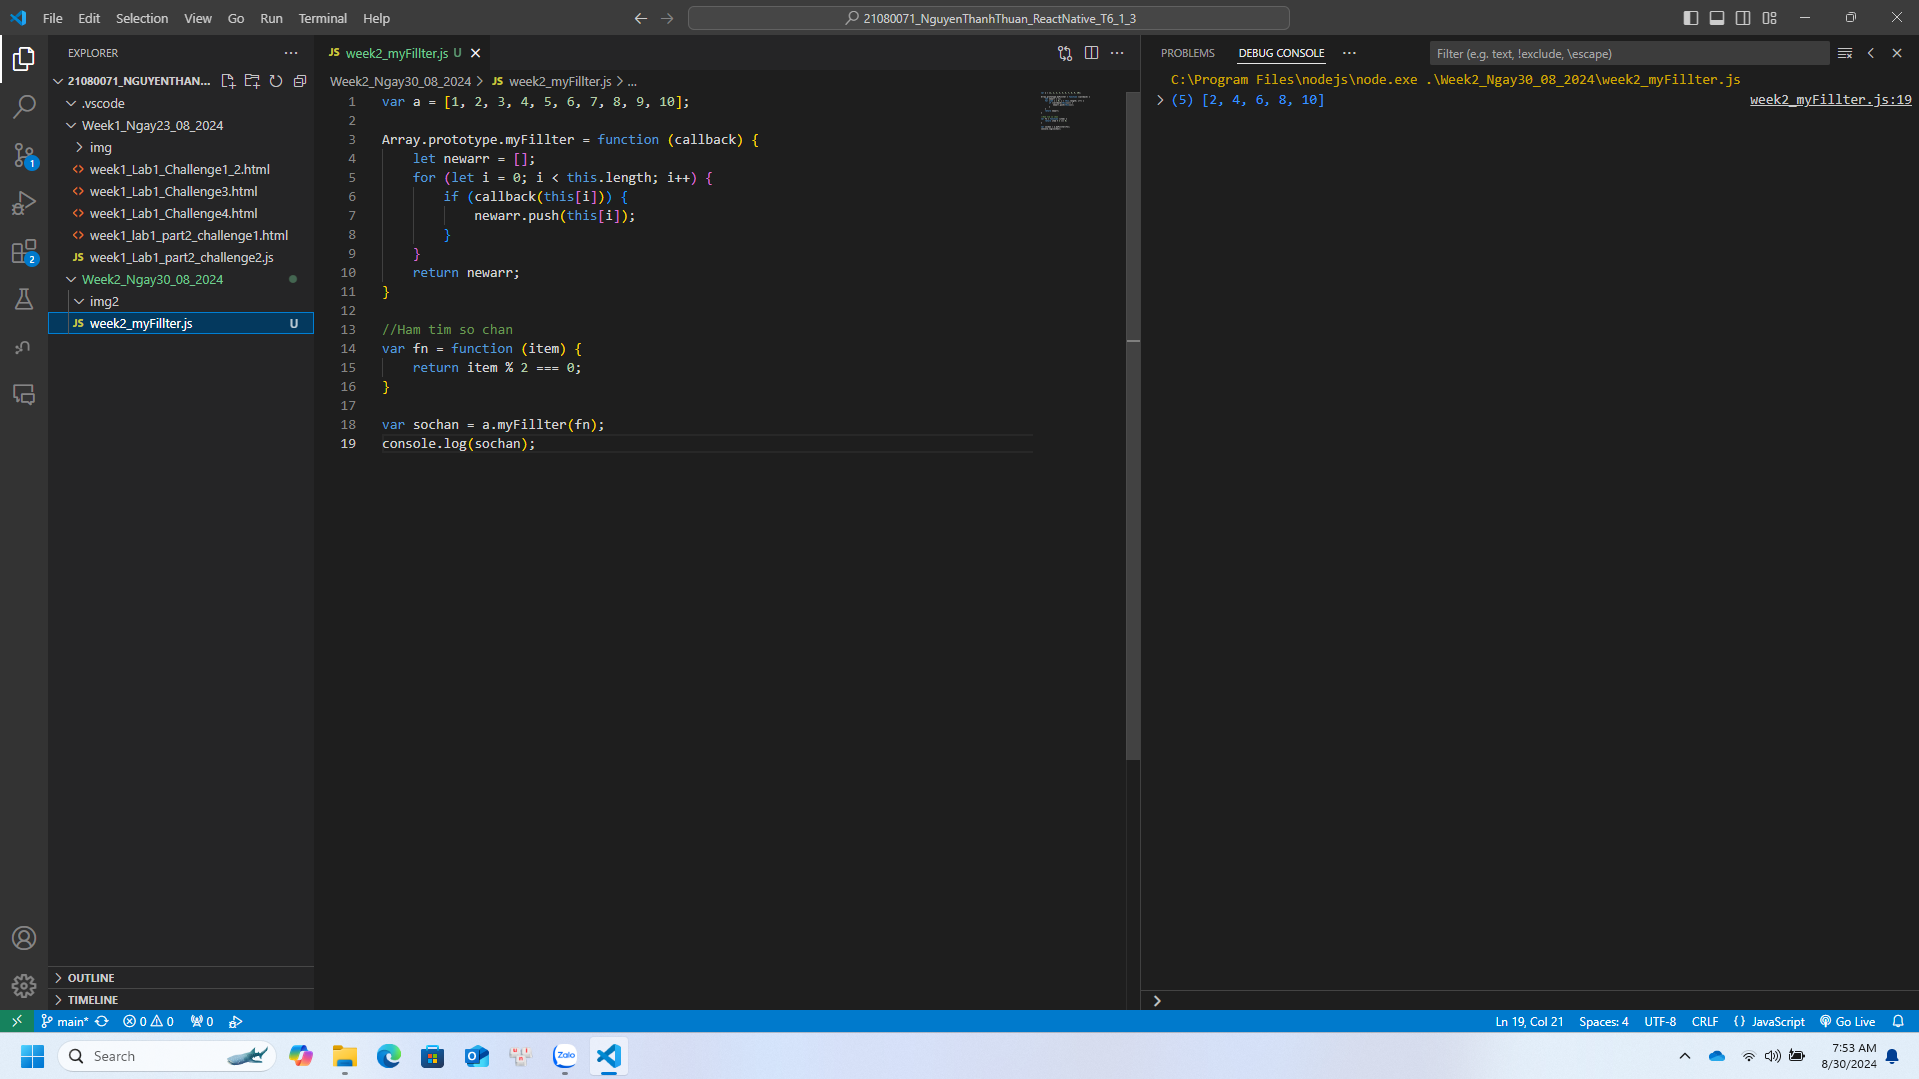 File Edit Selection View Go Run Terminal Help
21080071_NguyenThanhThuan_ReactNative_T6_1_3
EXPLORER
21080071_NGUYENTHAN...
.vscode
Week1_Ngay23_08_2024
img
week1_Lab1_Challenge1_2.html
week1_Lab1_Challenge3.html
week1_Lab1_Challenge4.html
week1_lab1_part2_challenge1.html
JS week1_Lab1_part2_challenge2.js
Week2_Ngay30_08_2024
img2
JS week2_myFillter.js U
OUTLINE
TIMELINE
1
2
JS week2_myFillter.js U
Week2_Ngay30_08_2024 > JS week2_myFillter.js > ...
1 var a = [1, 2, 3, 4, 5, 6, 7, 8, 9, 10];
2
3 Array.prototype.myFillter = function (callback) {
4 let newarr = [];
5 for (let i = 0; i < this.length; i++) {
6 if (callback(this[i])) {
7 newarr.push(this[i]);
8 }
9 }
10 return newarr;
11 }
12
13 //Ham tim so chan
14 var fn = function (item) {
15 return item % 2 === 0;
16 }
17
18 var sochan = a.myFillter(fn);
19 console.log(sochan);
PROBLEMS DEBUG CONSOLE ...
Filter (e.g. text, !exclude, \escape)
C:\Program Files\nodejs\node.exe .\Week2_Ngay30_08_2024\week2_myFillter.js
> (5) [2, 4, 6, 8, 10] week2_myFillter.js:19
main* 0 0 0
Ln 19, Col 21 Spaces: 4 UTF-8 CRLF {} JavaScript Go Live
Search
Zalo
7:53 AM
8/30/2024